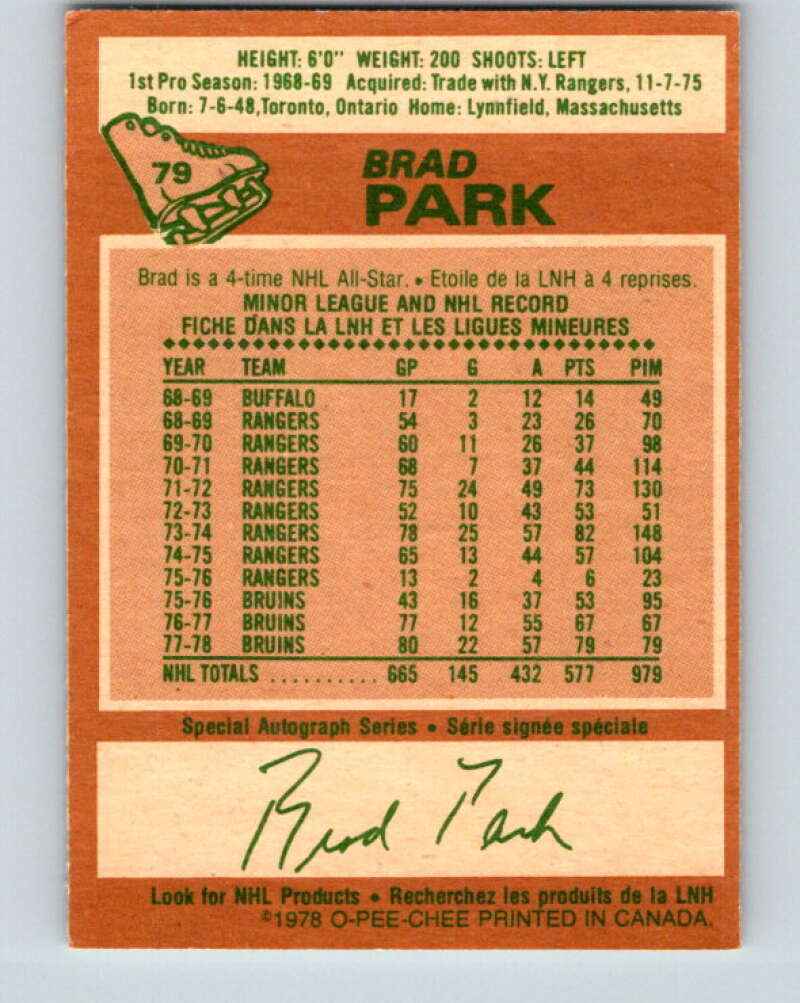 HEIGHT: 6'0" WEIGHT: 200 SHOOTS: LEFT
1st Pro Season: 1968-69 Acquired: Trade with N.Y. Rangers, 11-7-75
Born: 7-6-48, Toronto, Ontario Home: Lynnfield, Massachusetts
79
BRAD
PARK
Brad is a 4-time NHL All-Star. • Etoile de la LNH à 4 reprises.
MINOR LEAGUE AND NHL RECORD
FICHE DANS LA LNH ET LES LIGUES MINEURES
YEAR TEAM GP G A PTS PIM
68-69 BUFFALO 17 2 12 14 49
68-69 RANGERS 54 3 23 26 70
69-70 RANGERS 60 11 26 37 98
70-71 RANGERS 68 7 37 44 114
71-72 RANGERS 75 24 49 73 130
72-73 RANGERS 52 10 43 53 51
73-74 RANGERS 78 25 57 82 148
74-75 RANGERS 65 13 44 57 104
75-76 RANGERS 13 2 4 6 23
75-76 BRUINS 43 16 37 53 95
76-77 BRUINS 77 12 55 67 67
77-78 BRUINS 80 22 57 79 79
NHL TOTALS .......... 665 145 432 577 979
Special Autograph Series • Série signée spéciale
Brad Park
Look for NHL Products • Recherchez les produits de la LNH
©1978 O-PEE-CHEE PRINTED IN CANADA.